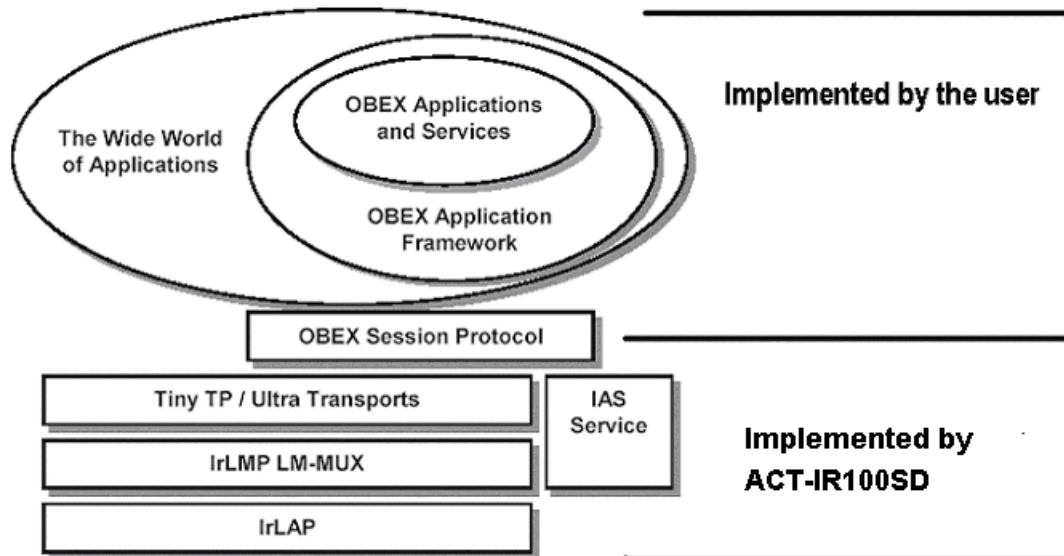 OBEX Applications
and Services
Implemented by the user
The Wide World
of Applications
OBEX Application
Framework
OBEX Session Protocol
Tiny TP / Ultra Transports
IAS
Service
IrLMP LM-MUX
Implemented by
ACT-IR100SD
IrLAP